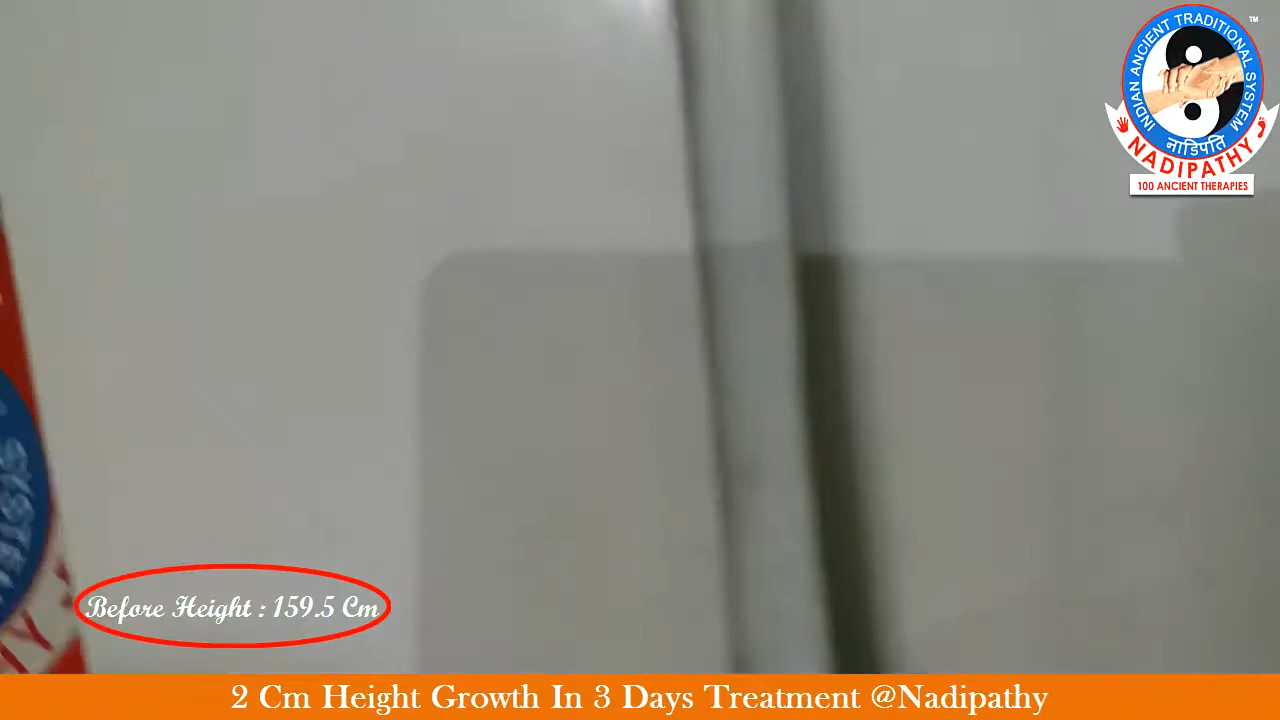 INDIAN ANCIENT TRADITIONAL SYSTEM
TM
नाडिपति
NADIPATHY
100 ANCIENT THERAPIES
Before Height : 159.5 Cm
2 Cm Height Growth In 3 Days Treatment @Nadipathy